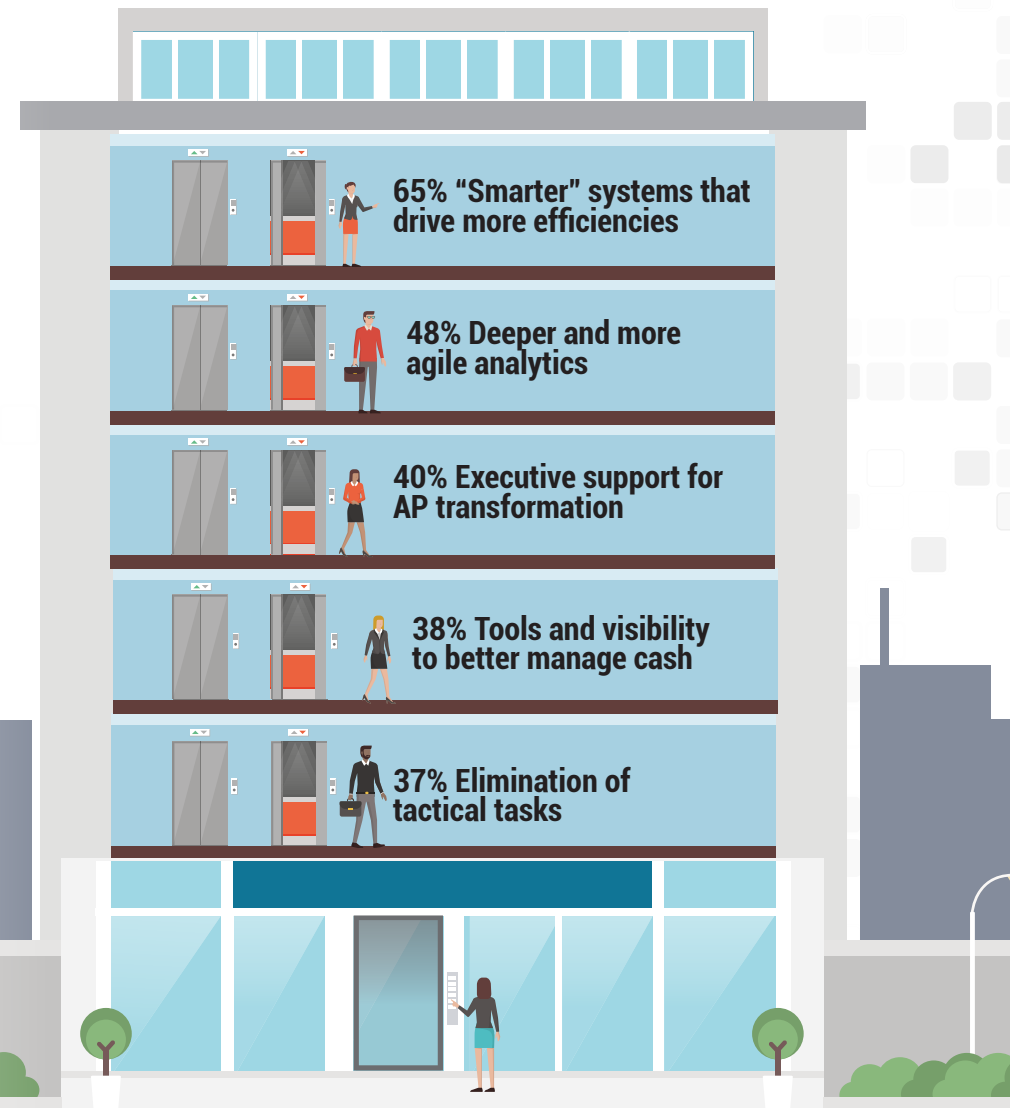 65% “Smarter” systems that
drive more efficiencies
48% Deeper and more
agile analytics
40% Executive support for
AP transformation
38% Tools and visibility
to better manage cash
37% Elimination of
tactical tasks